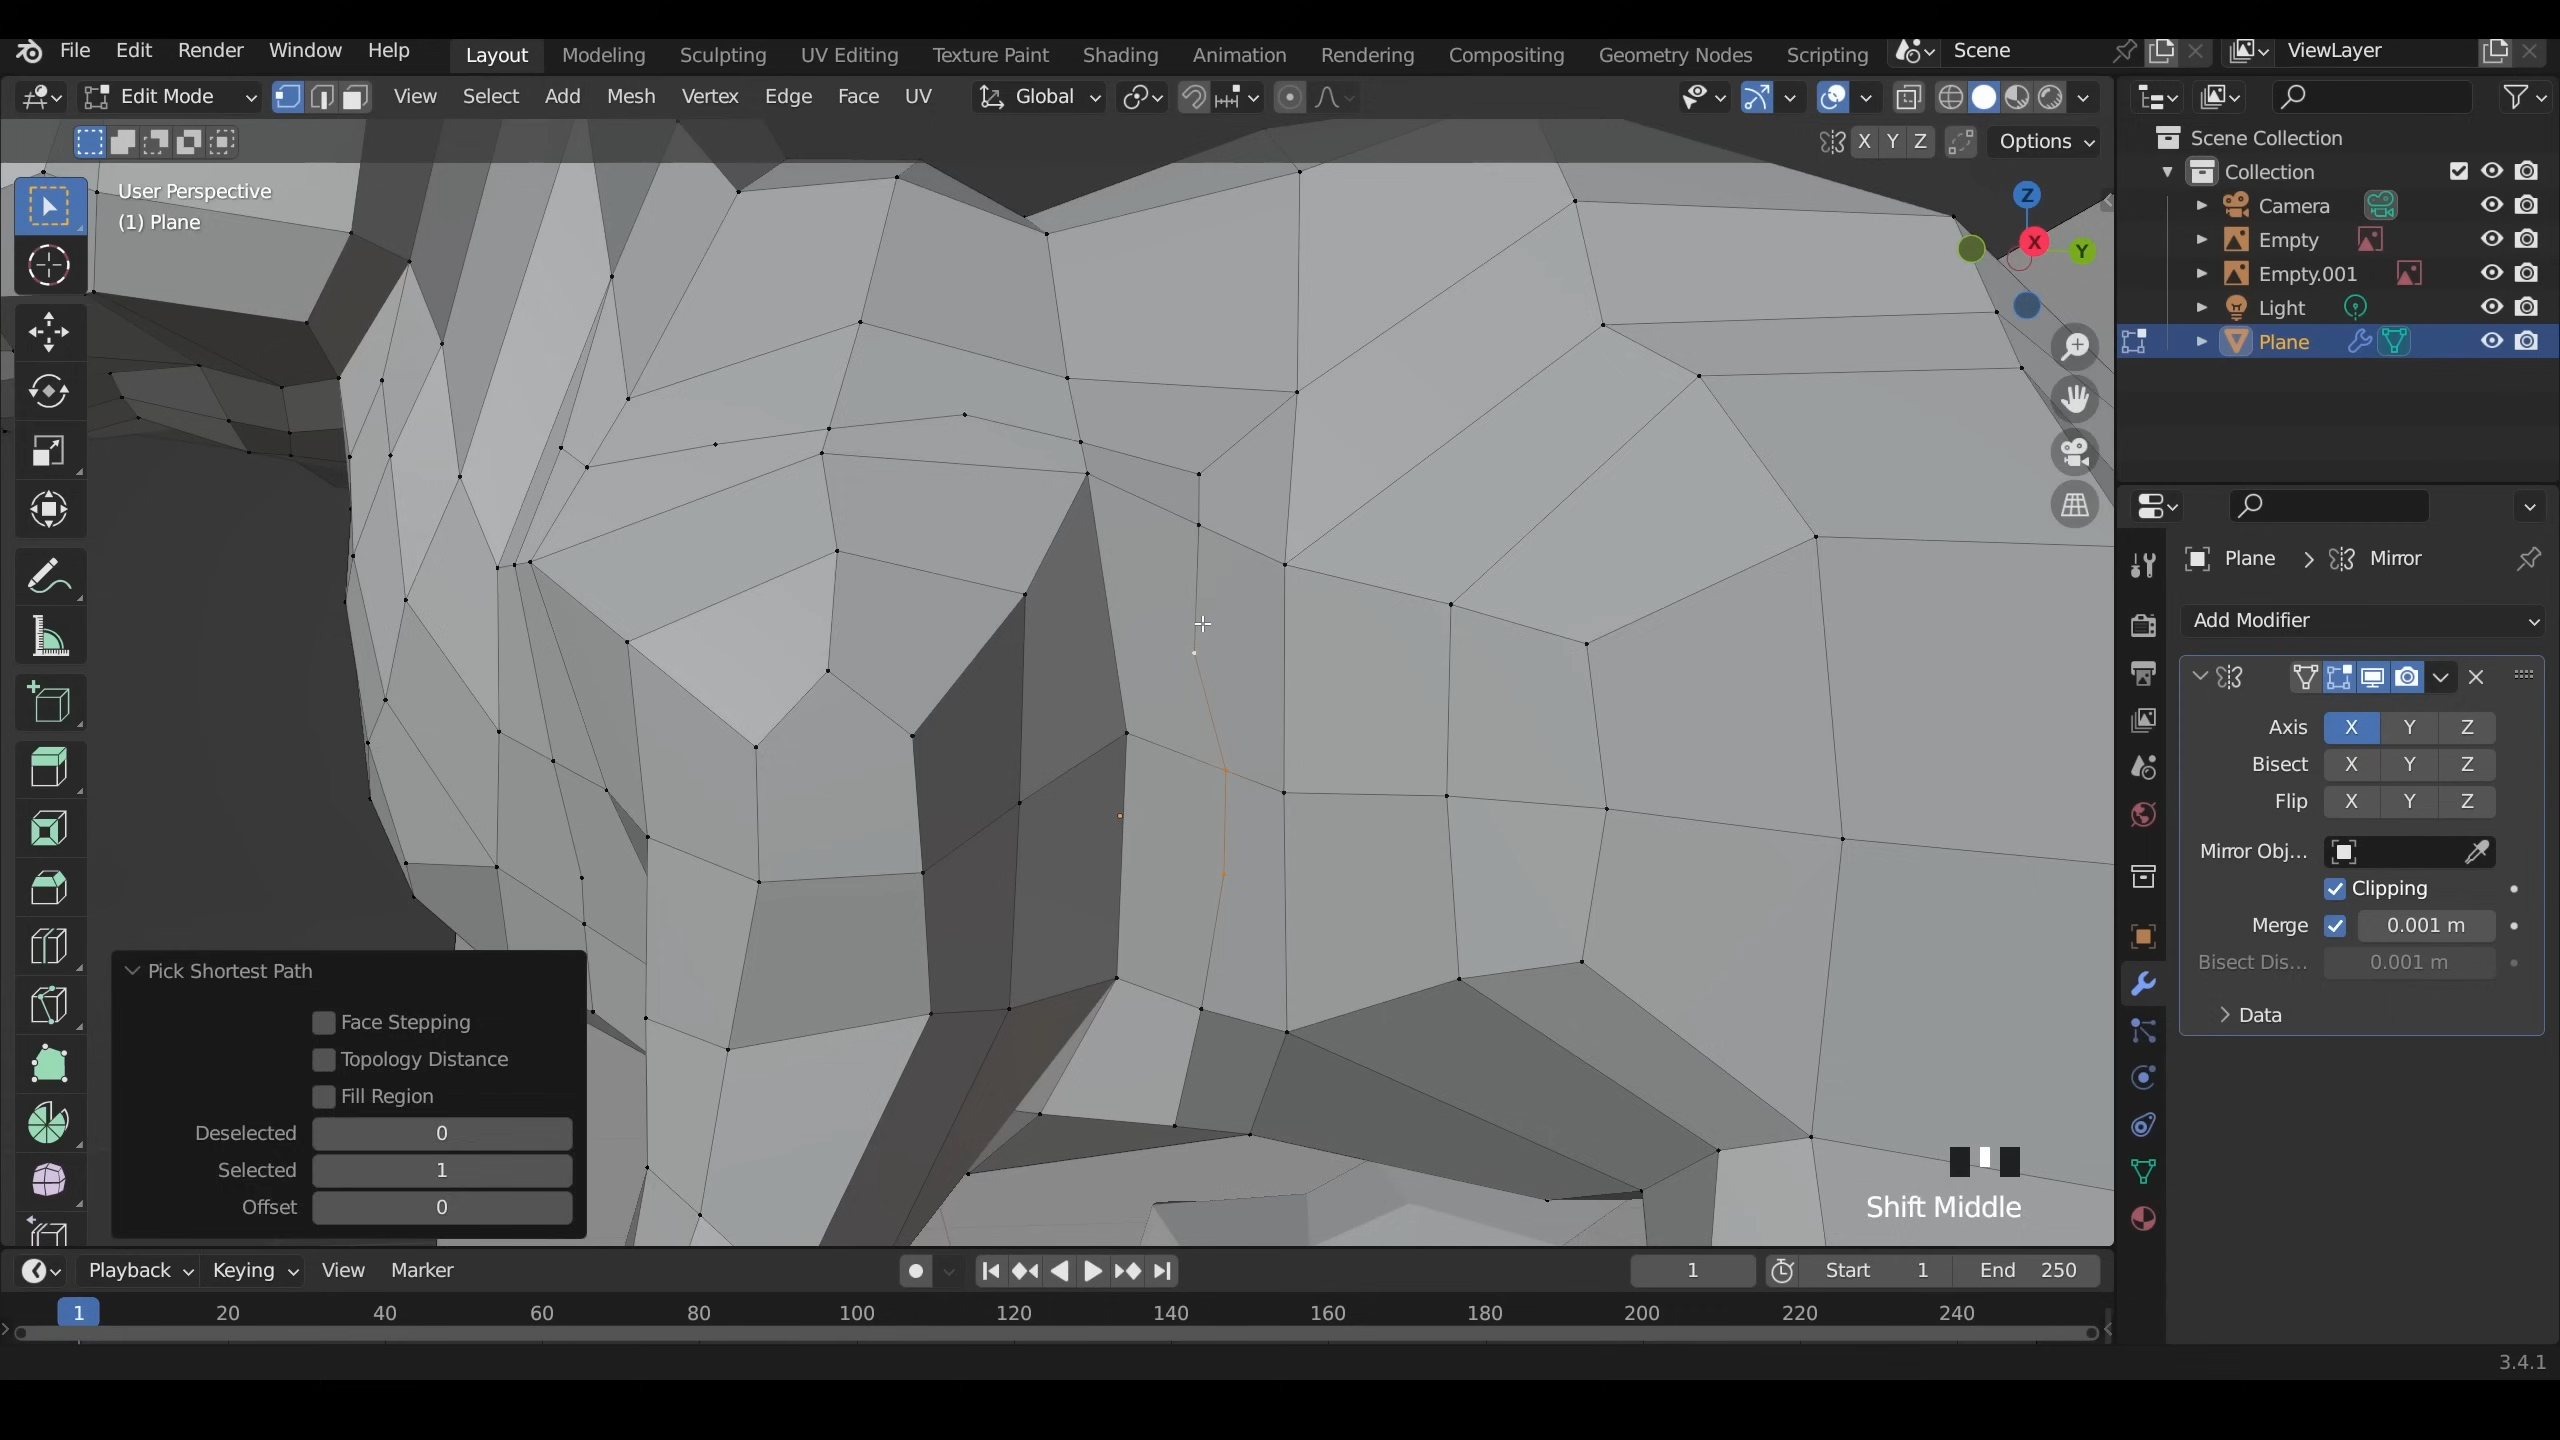 File Edit Render Window Help Layout Modeling Sculpting UV Editing Texture Paint Shading Animation Rendering Compositing Geometry Nodes Scripting Scene ViewLayer
Edit Mode View Select Add Mesh Vertex Edge Face UV Global
X Y Z Options
User Perspective
(1) Plane
Z
X
Y
Scene Collection
Collection
Camera
Empty
Empty.001
Light
Plane
Plane Mirror
Add Modifier
Axis X Y Z
Bisect X Y Z
Flip X Y Z
Mirror Obj...
Clipping
Merge 0.001 m
Bisect Dis... 0.001 m
Data
Pick Shortest Path
Face Stepping
Topology Distance
Fill Region
Deselected 0
Selected 1
Offset 0
Shift Middle
Playback Keying View Marker 1 Start 1 End 250
1 20 40 60 80 100 120 140 160 180 200 220 240
3.4.1